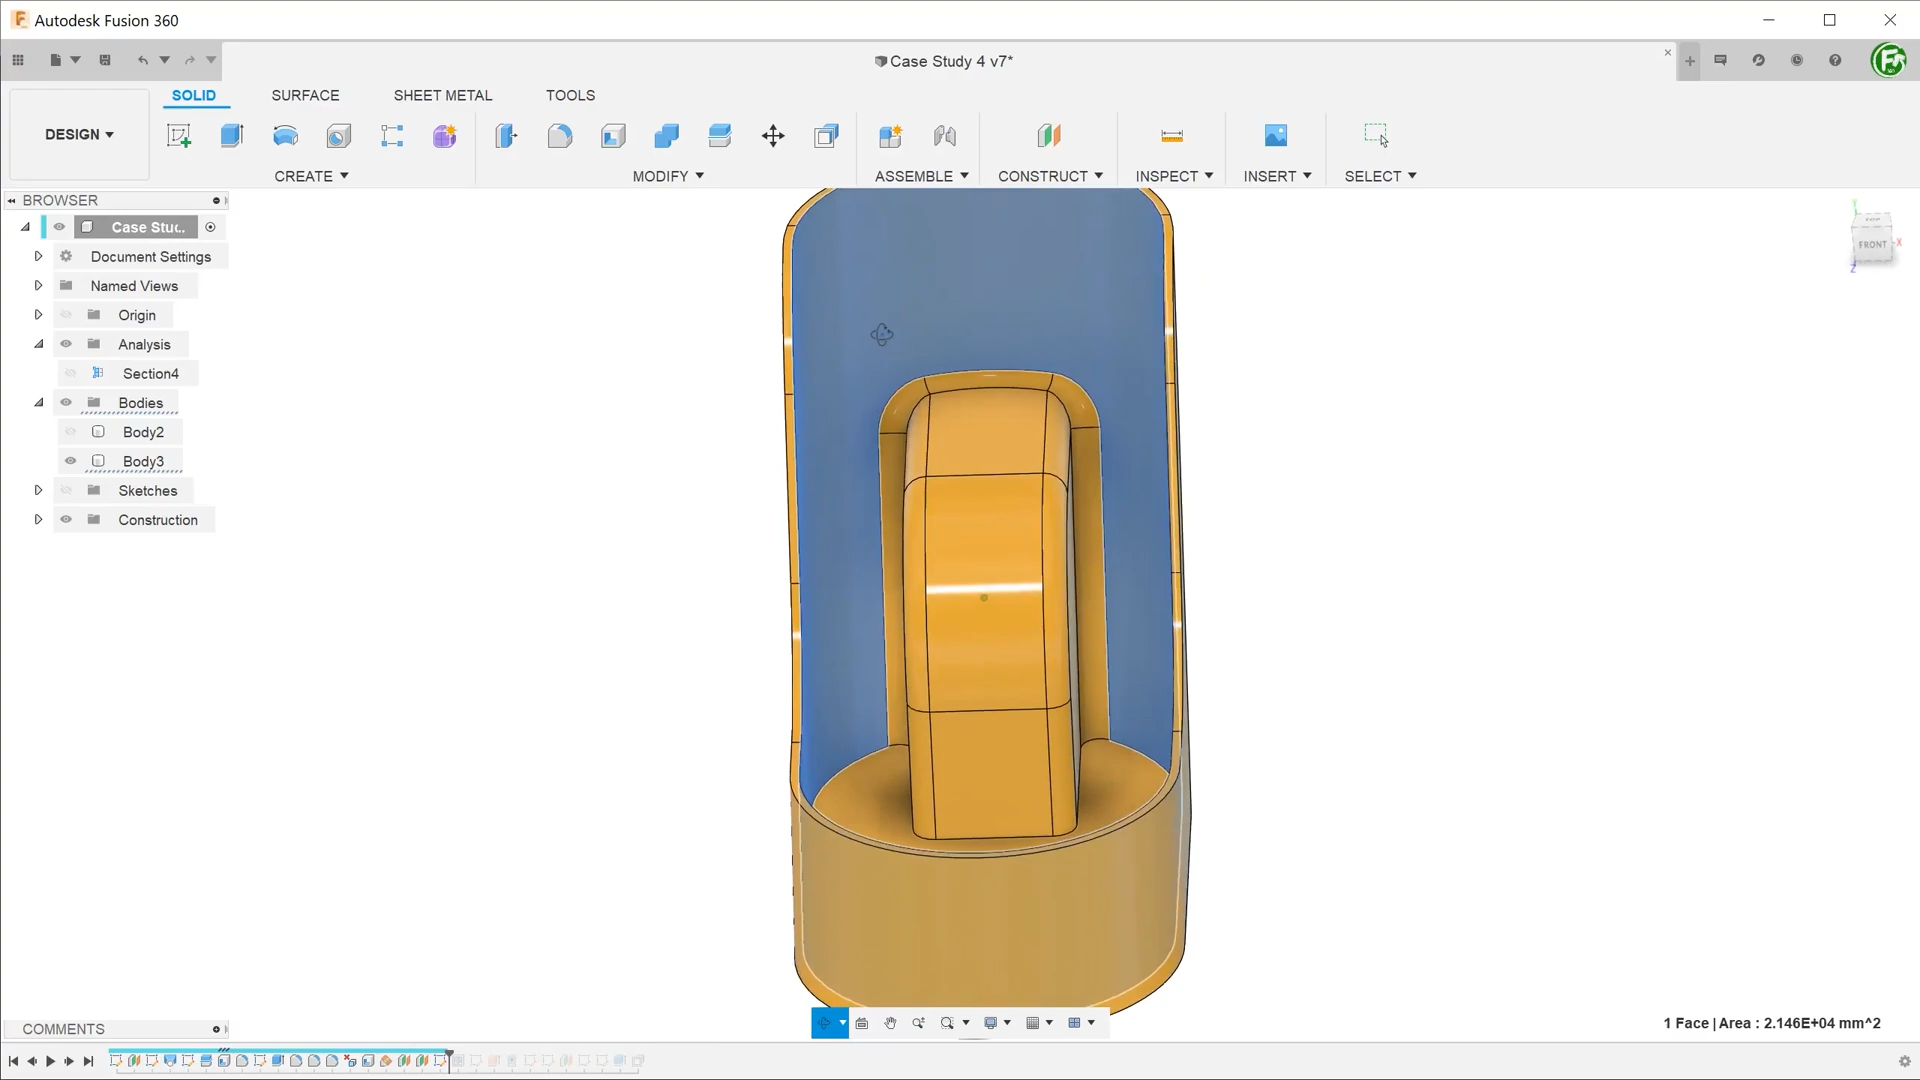 Autodesk Fusion 360
Case Study 4 v7*
SOLID
SURFACE
SHEET METAL
TOOLS
DESIGN
CREATE
MODIFY
ASSEMBLE
CONSTRUCT
INSPECT
INSERT
SELECT
BROWSER
Case Stuc..
Document Settings
Named Views
Origin
Analysis
Section4
Bodies
Body2
Body3
Sketches
Construction
TOP
FRONT
X
Y
Z
COMMENTS
1 Face | Area : 2.146E+04 mm^2